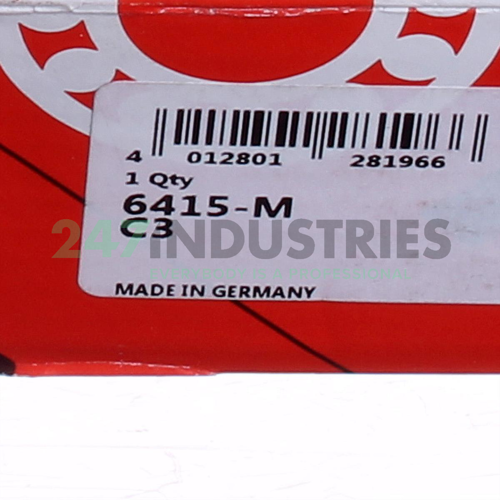 4 012801 281966
1 Qty
6415-M
C3
247INDUSTRIES
MADE IN GERMANY